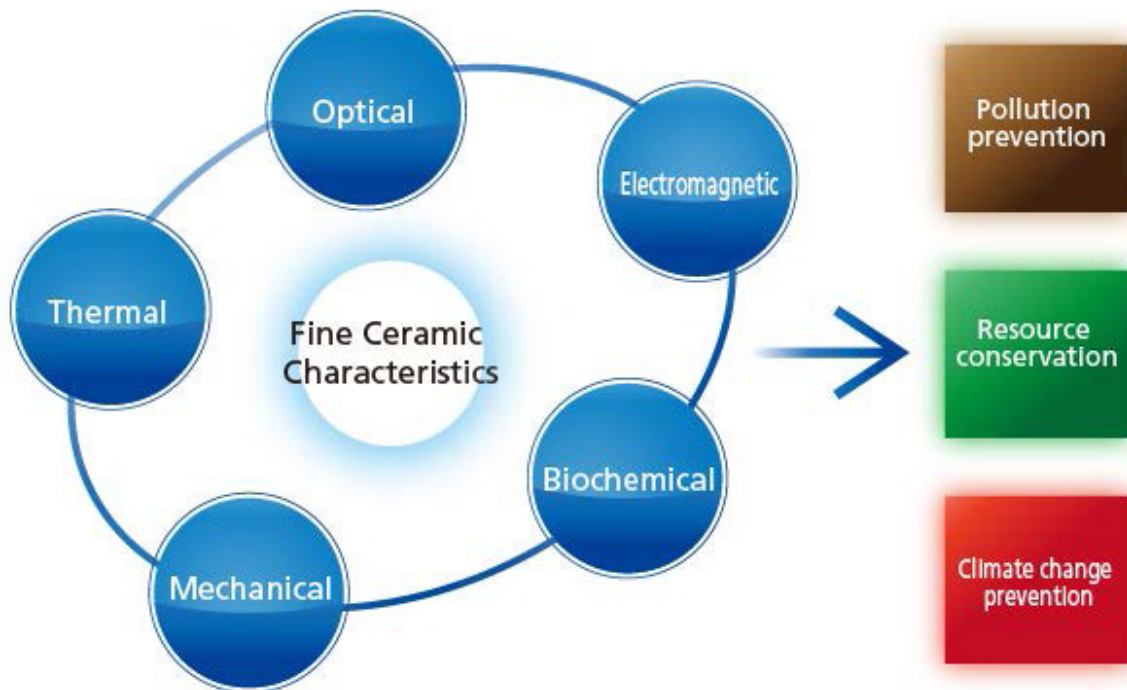 Optical
Electromagnetic
Thermal
Fine Ceramic
Characteristics
Biochemical
Mechanical
Pollution
prevention
Resource
conservation
Climate change
prevention